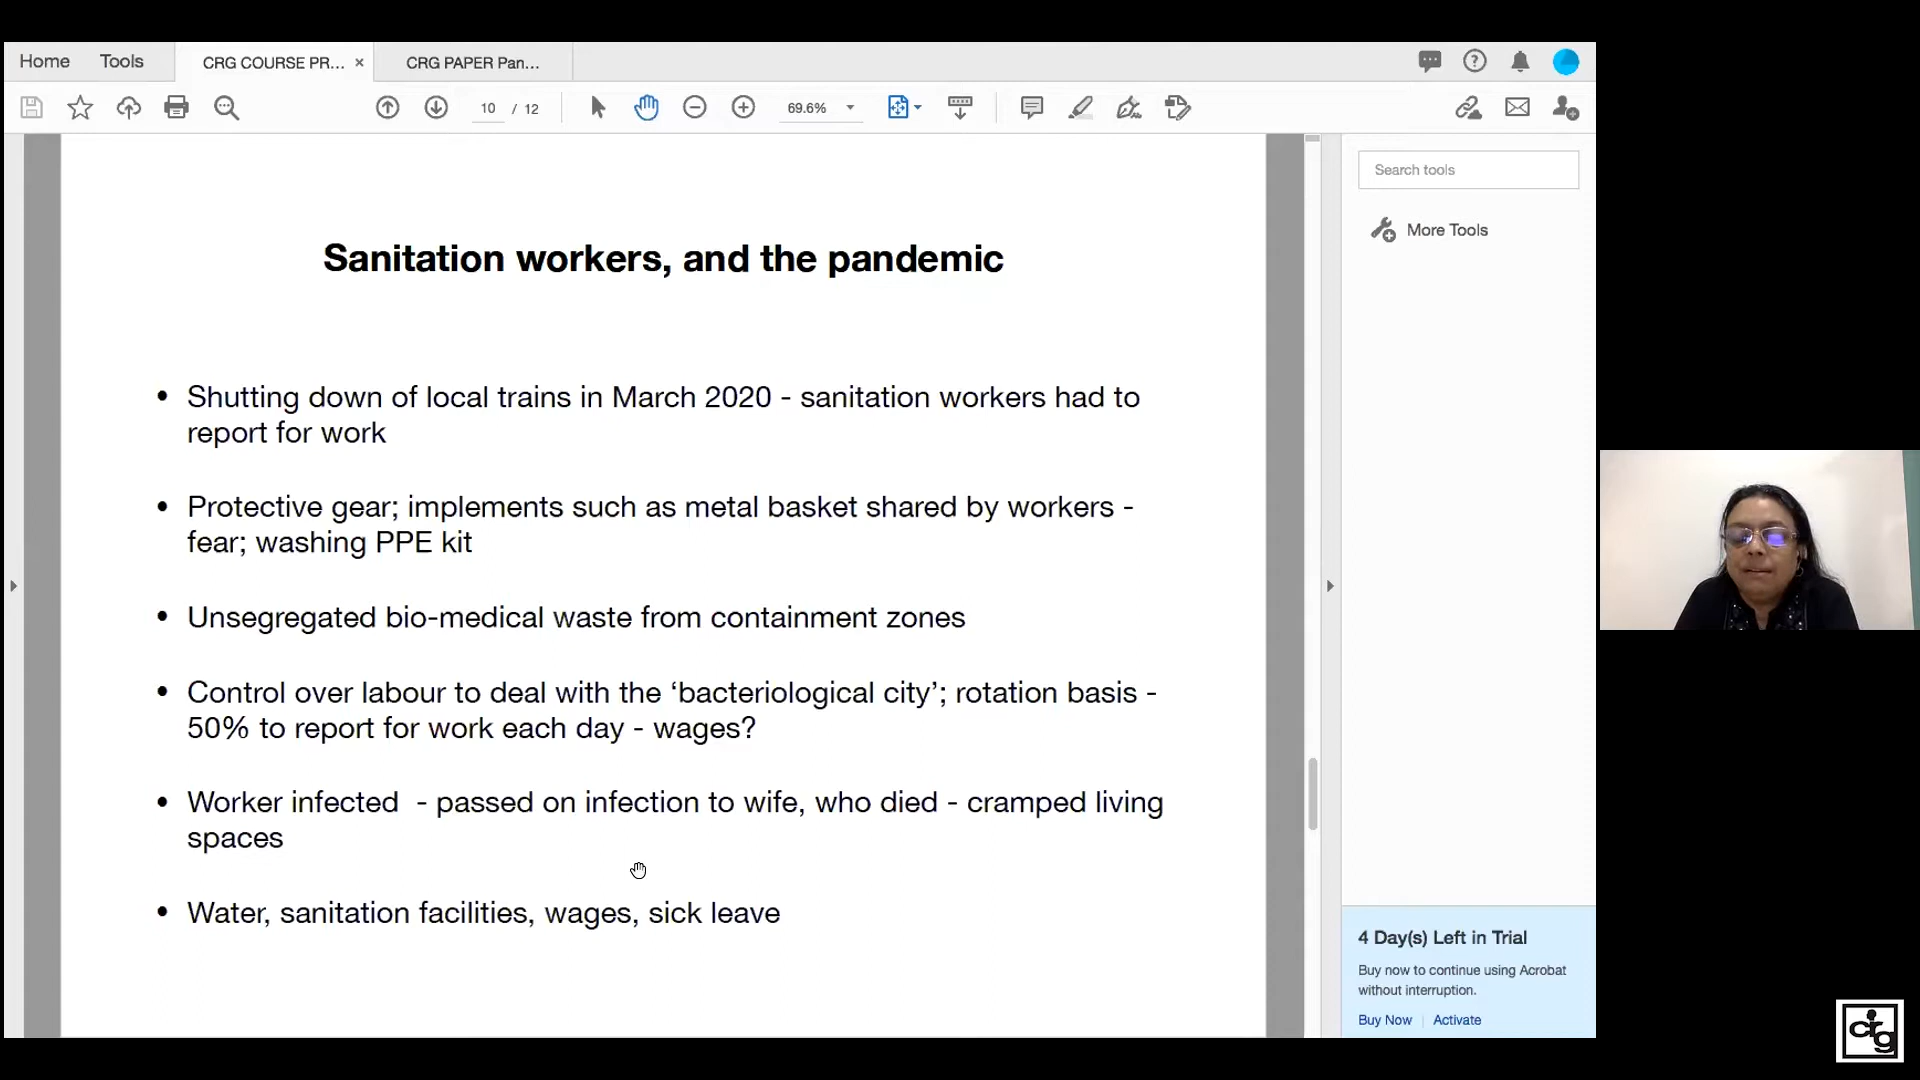 Home Tools CRG COURSE PR... × CRG PAPER Pan...
10 / 12 69.6%
Search tools
More Tools
Sanitation workers, and the pandemic
• Shutting down of local trains in March 2020 - sanitation workers had to
report for work
• Protective gear; implements such as metal basket shared by workers -
fear; washing PPE kit
• Unsegregated bio-medical waste from containment zones
• Control over labour to deal with the ‘bacteriological city’; rotation basis -
50% to report for work each day - wages?
• Worker infected - passed on infection to wife, who died - cramped living
spaces
• Water, sanitation facilities, wages, sick leave
4 Day(s) Left in Trial
Buy now to continue using Acrobat
without interruption.
Buy Now | Activate
crg